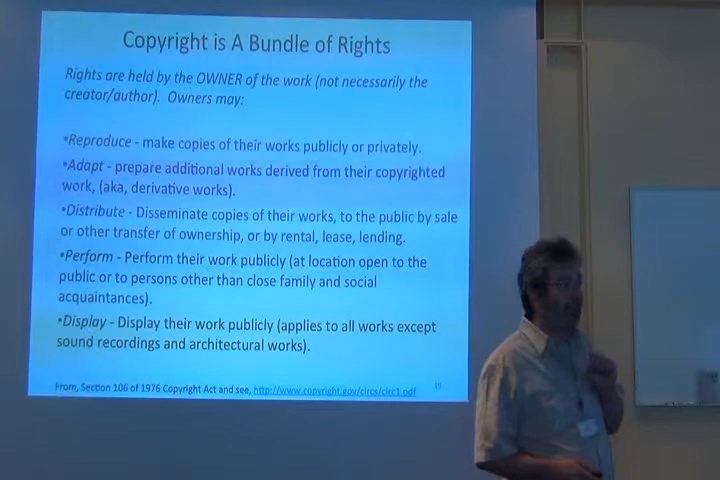 Copyright is A Bundle of Rights
Rights are held by the OWNER of the work (not necessarily the
creator/author). Owners may:
•Reproduce - make copies of their works publicly or privately.
•Adapt - prepare additional works derived from their copyrighted
work, (aka, derivative works).
•Distribute - Disseminate copies of their works, to the public by sale
or other transfer of ownership, or by rental, lease, lending.
•Perform - Perform their work publicly (at location open to the
public or to persons other than close family and social
acquaintances).
•Display - Display their work publicly (applies to all works except
sound recordings and architectural works).
From, Section 106 of 1976 Copyright Act and see, http://www.copyright.gov/circs/circ1.pdf